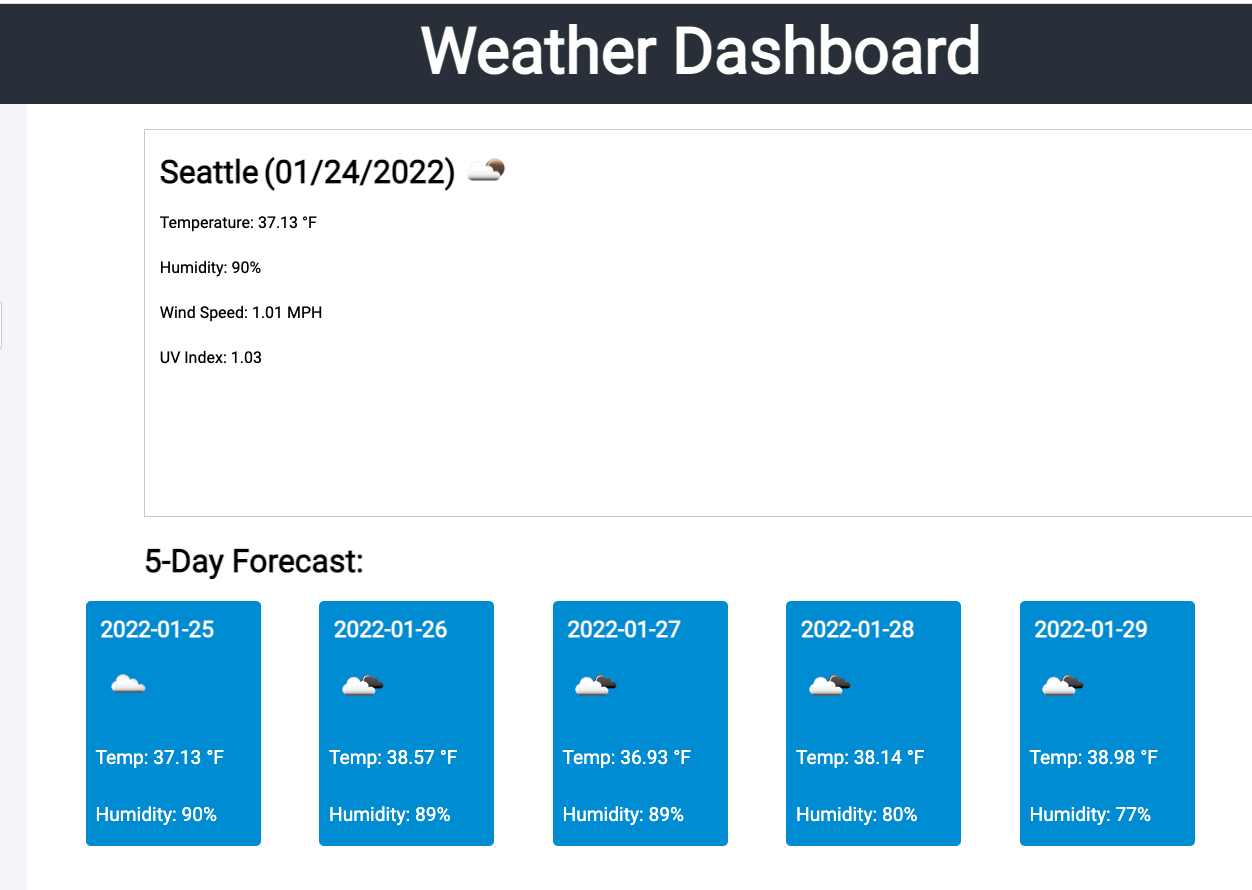 Weather Dashboard
Seattle (01/24/2022)
Temperature: 37.13 °F
Humidity: 90%
Wind Speed: 1.01 MPH
UV Index: 1.03
5-Day Forecast:
2022-01-25
Temp: 37.13 °F
Humidity: 90%
2022-01-26
Temp: 38.57 °F
Humidity: 89%
2022-01-27
Temp: 36.93 °F
Humidity: 89%
2022-01-28
Temp: 38.14 °F
Humidity: 80%
2022-01-29
Temp: 38.98 °F
Humidity: 77%